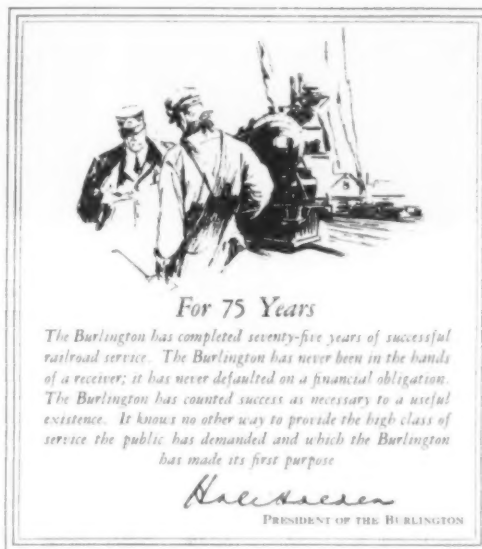 For 75 Years
The Burlington has completed seventy-five years of successful
railroad service. The Burlington has never been in the hands
of a receiver; it has never defaulted on a financial obligation.
The Burlington has counted success as necessary to a useful
existence. It knows no other way to provide the high class of
service the public has demanded and which the Burlington
has made its first purpose
Hale Holden
PRESIDENT OF THE BURLINGTON